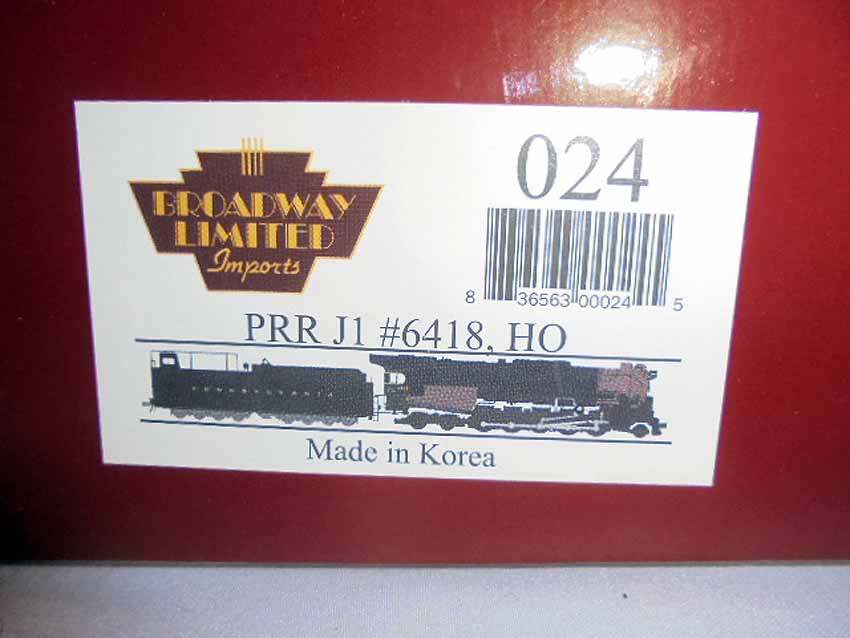 BROADWAY
LIMITED
Imports
024
8 36563 00024 5
PRR J1 #6418, HO
PENNSYLVANIA
Made in Korea